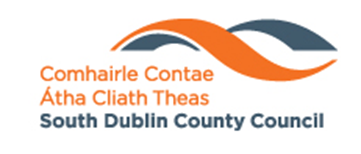 Comhairle Contae
Átha Cliath Theas
South Dublin County Council